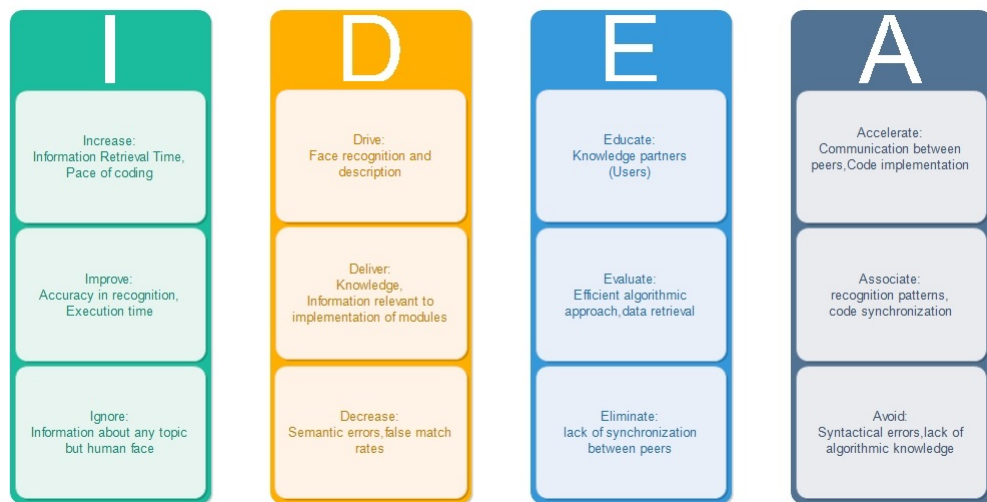 I
Increase:
Information Retrieval Time,
Pace of coding
Improve:
Accuracy in recognition,
Execution time
Ignore:
Information about any topic
but human face
D
Drive:
Face recognition and
description
Deliver:
Knowledge,
Information relevant to
implementation of modules
Decrease:
Semantic errors,false match
rates
E
Educate:
Knowledge partners
(Users)
Evaluate:
Efficient algorithmic
approach,data retrieval
Eliminate:
lack of synchronization
between peers
A
Accelerate:
Communication between
peers,Code implementation
Associate:
recognition patterns,
code synchronization
Avoid:
Syntactical errors,lack of
algorithmic knowledge